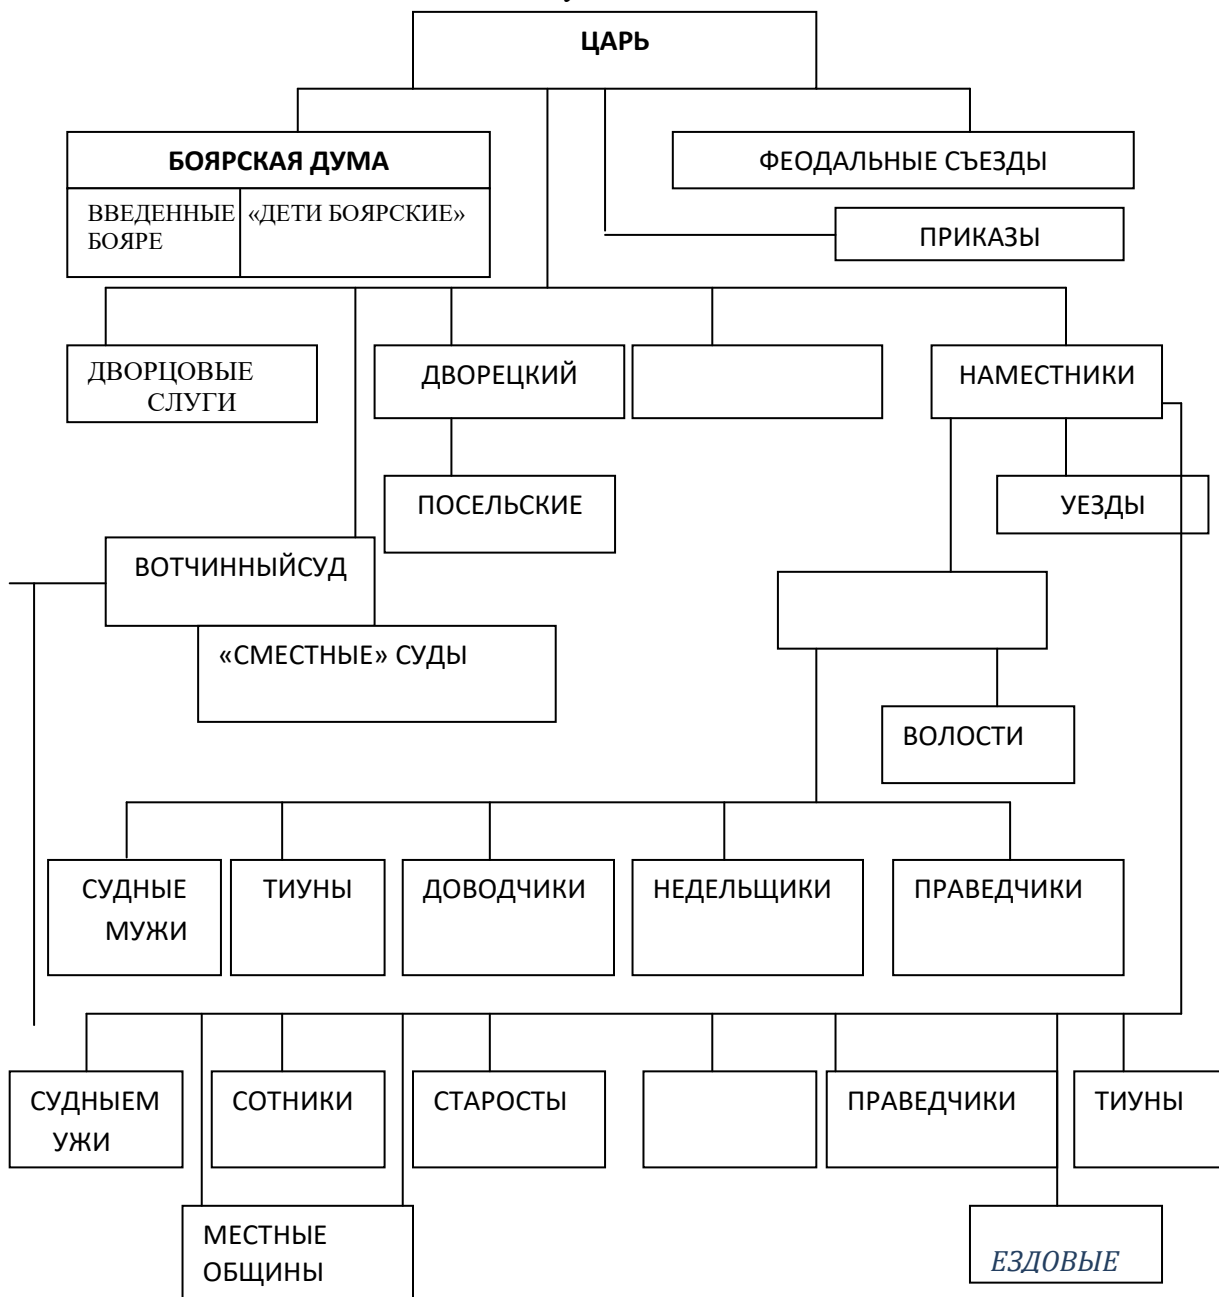 ЦАРЬ
БОЯРСКАЯ ДУМА
ФЕОДАЛЬНЫЕ СЪЕЗДЫ
ВВЕДЕННЫЕ
БОЯРЕ
«ДЕТИ БОЯРСКИЕ»
ПРИКАЗЫ
ДВОРЦОВЫЕ
СЛУГИ
ДВОРЕЦКИЙ
НАМЕСТНИКИ
ПОСЕЛЬСКИЕ
УЕЗДЫ
ВОТЧИННЫЙСУД
«СМЕСТНЫЕ» СУДЫ
ВОЛОСТИ
СУДНЫЕ
МУЖИ
ТИУНЫ
ДОВОДЧИКИ
НЕДЕЛЬЩИКИ
ПРАВЕДЧИКИ
СУДНЫЕМ
УЖИ
СОТНИКИ
СТАРОСТЫ
ПРАВЕДЧИКИ
ТИУНЫ
МЕСТНЫЕ
ОБЩИНЫ
ЕЗДОВЫЕ